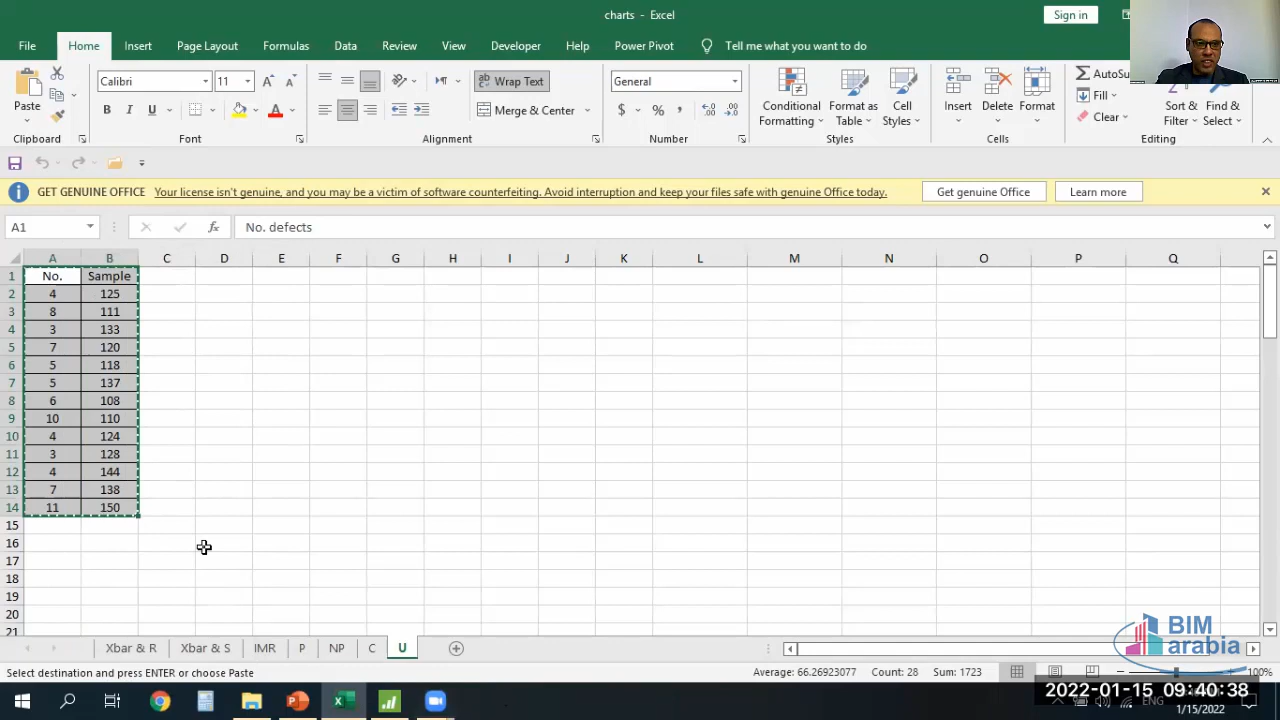 charts - Excel
Sign in
File Home Insert Page Layout Formulas Data Review View Developer Help Power Pivot Tell me what you want to do
Paste
Calibri 11
B I U A
Wrap Text
Merge & Center
General
$ % ,
Conditional Formatting
Format as Table
Cell Styles
Insert
Delete
Format
AutoSu
Fill
Clear
Sort & Filter
Find & Select
Clipboard Font Alignment Number Styles Cells Editing
GET GENUINE OFFICE Your license isn't genuine, and you may be a victim of software counterfeiting. Avoid interruption and keep your files safe with genuine Office today. Get genuine Office Learn more
A1 fx No. defects
A B C D E F G H I J K L M N O P Q
1 No. Sample
2 4 125
3 8 111
4 3 133
5 7 120
6 5 118
7 5 137
8 6 108
9 10 110
10 4 124
11 3 128
12 4 144
13 7 138
14 11 150
15
16
17
18
19
20
21
BIM
arabia
Xbar & R Xbar & S IMR P NP C U
Select destination and press ENTER or choose Paste Average: 66.26923077 Count: 28 Sum: 1723 100%
2022-01-15 09:40:38
ENG
1/15/2022